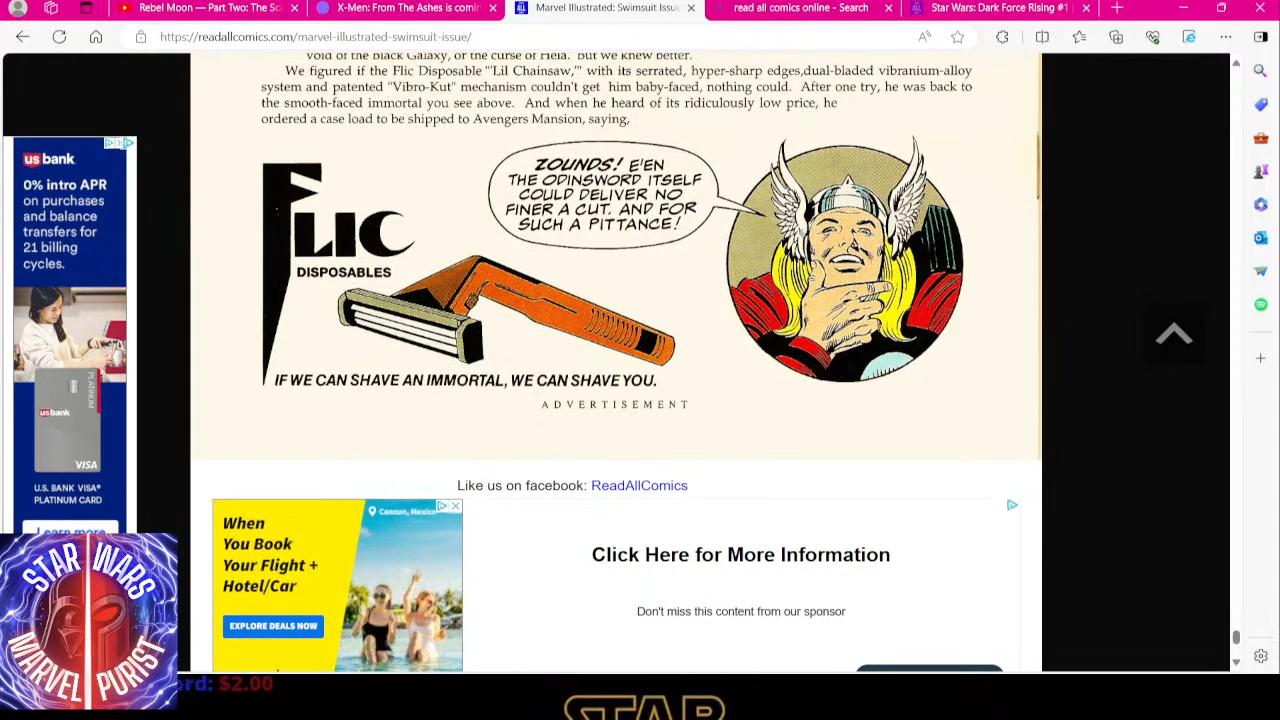 Rebel Moon — Part Two: The Sc
X-Men: From The Ashes is comin
Marvel Illustrated: Swimsuit Issu
read all comics online - Search
Star Wars: Dark Force Rising #1
https://readallcomics.com/marvel-illustrated-swimsuit-issue/
void of the Black Galaxy, or the curse of Hela. But we knew better.
We figured if the Flic Disposable "Lil Chainsaw," with its serrated, hyper-sharp edges,dual-bladed vibranium-alloy
system and patented "Vibro-Kut" mechanism couldn't get him baby-faced, nothing could. After one try, he was back to
the smooth-faced immortal you see above. And when he heard of its ridiculously low price, he
ordered a case load to be shipped to Avengers Mansion, saying,
ZOUNDS! E'EN
THE ODINSWORD ITSELF
COULD DELIVER NO
FINER A CUT. AND FOR
SUCH A PITTANCE!
FLIC
DISPOSABLES
IF WE CAN SHAVE AN IMMORTAL, WE CAN SHAVE YOU.
ADVERTISEMENT
us bank
0% intro APR
on purchases
and balance
transfers for
21 billing
cycles.
PLATINUM
usbank
VISA
U.S. BANK VISA®
PLATINUM CARD
Learn more
Like us on facebook: ReadAllComics
When
You Book
Your Flight +
Hotel/Car
EXPLORE DEALS NOW
Cancun, Mexico
Click Here for More Information
Don't miss this content from our sponsor
STAR WARS
MARVEL PURIST
ord: $2.00
STAR